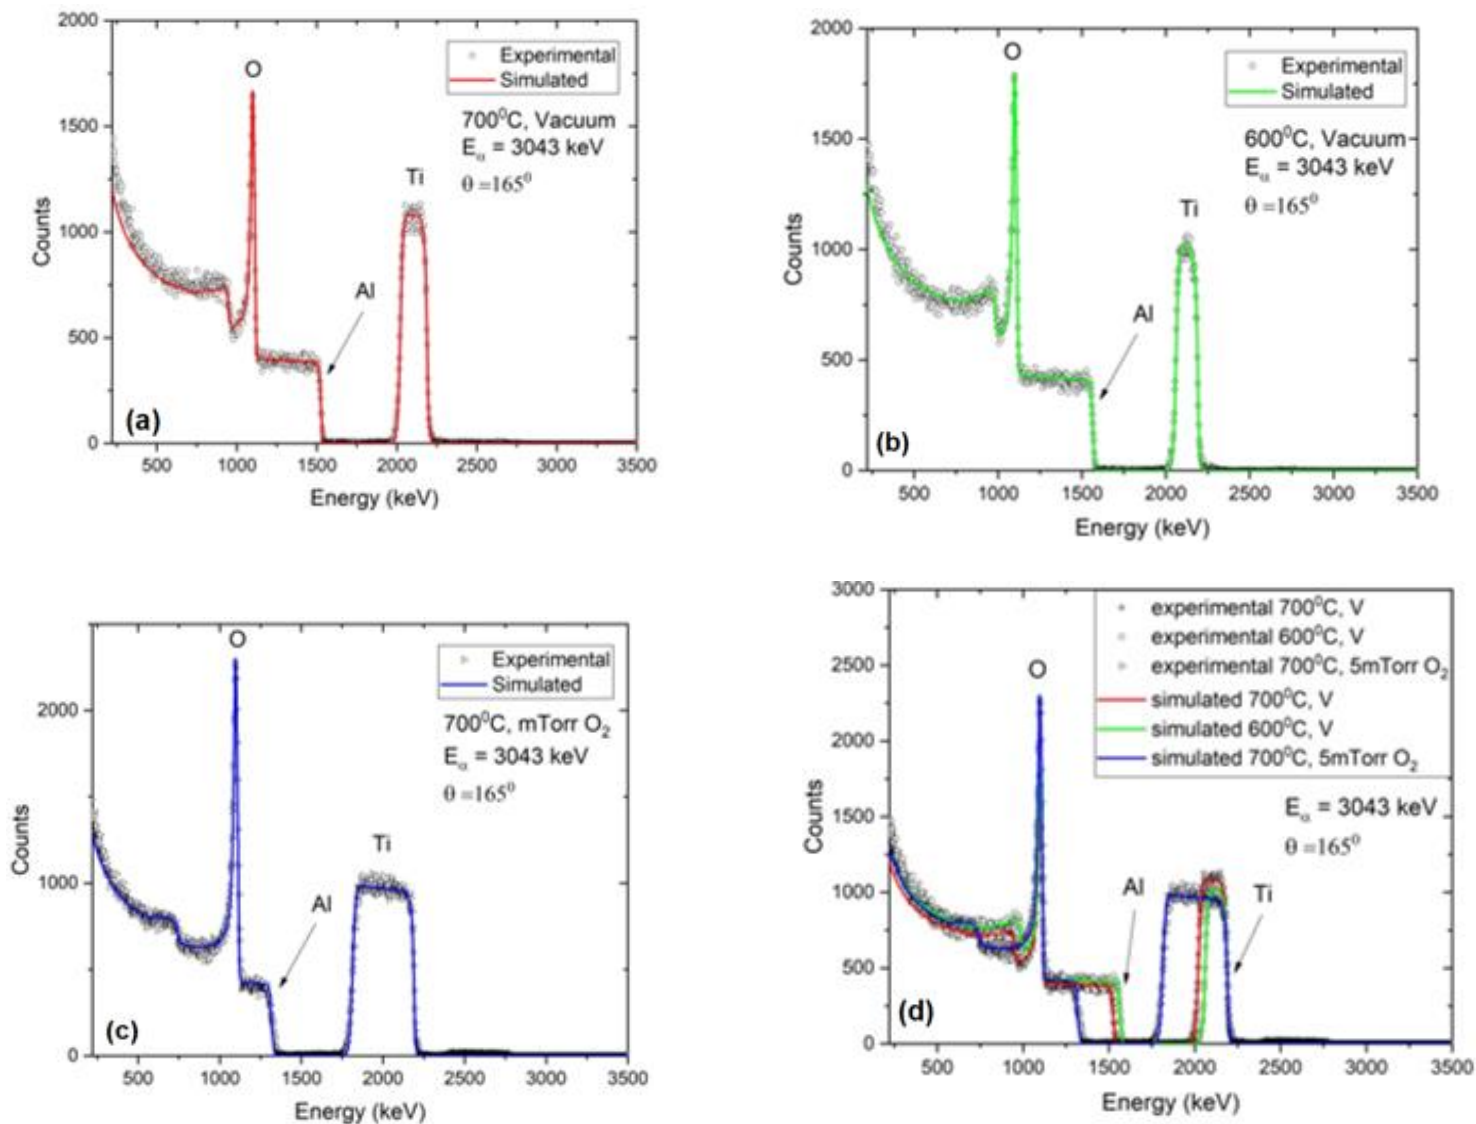 2000
1500
1000
500
0
Counts
O
Experimental
Simulated
700⁰C, Vacuum
Eα = 3043 keV
θ =165⁰
Ti
Al
(a)
500 1000 1500 2000 2500 3000 3500
Energy (keV)
2000
1500
1000
500
0
Counts
O
Experimental
Simulated
600⁰C, Vacuum
Eα = 3043 keV
θ =165⁰
Ti
Al
(b)
500 1000 1500 2000 2500 3000 3500
Energy (keV)
2000
1000
0
Counts
O
Experimental
Simulated
700⁰C, mTorr O₂
Eα = 3043 keV
θ =165⁰
Ti
Al
(c)
500 1000 1500 2000 2500 3000 3500
Energy (keV)
3000
2500
2000
1500
1000
500
0
Counts
experimental 700⁰C, V
experimental 600⁰C, V
experimental 700⁰C, 5mTorr O₂
simulated 700⁰C, V
simulated 600⁰C, V
simulated 700⁰C, 5mTorr O₂
O
Eα = 3043 keV
θ =165⁰
Al
Ti
(d)
500 1000 1500 2000 2500 3000 3500
Energy (keV)